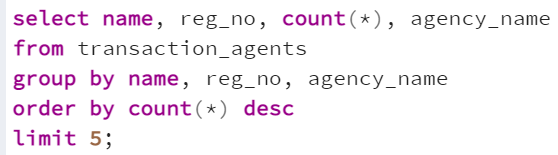 select name, reg_no, count(*), agency_name
from transaction_agents
group by name, reg_no, agency_name
order by count(*) desc
limit 5;